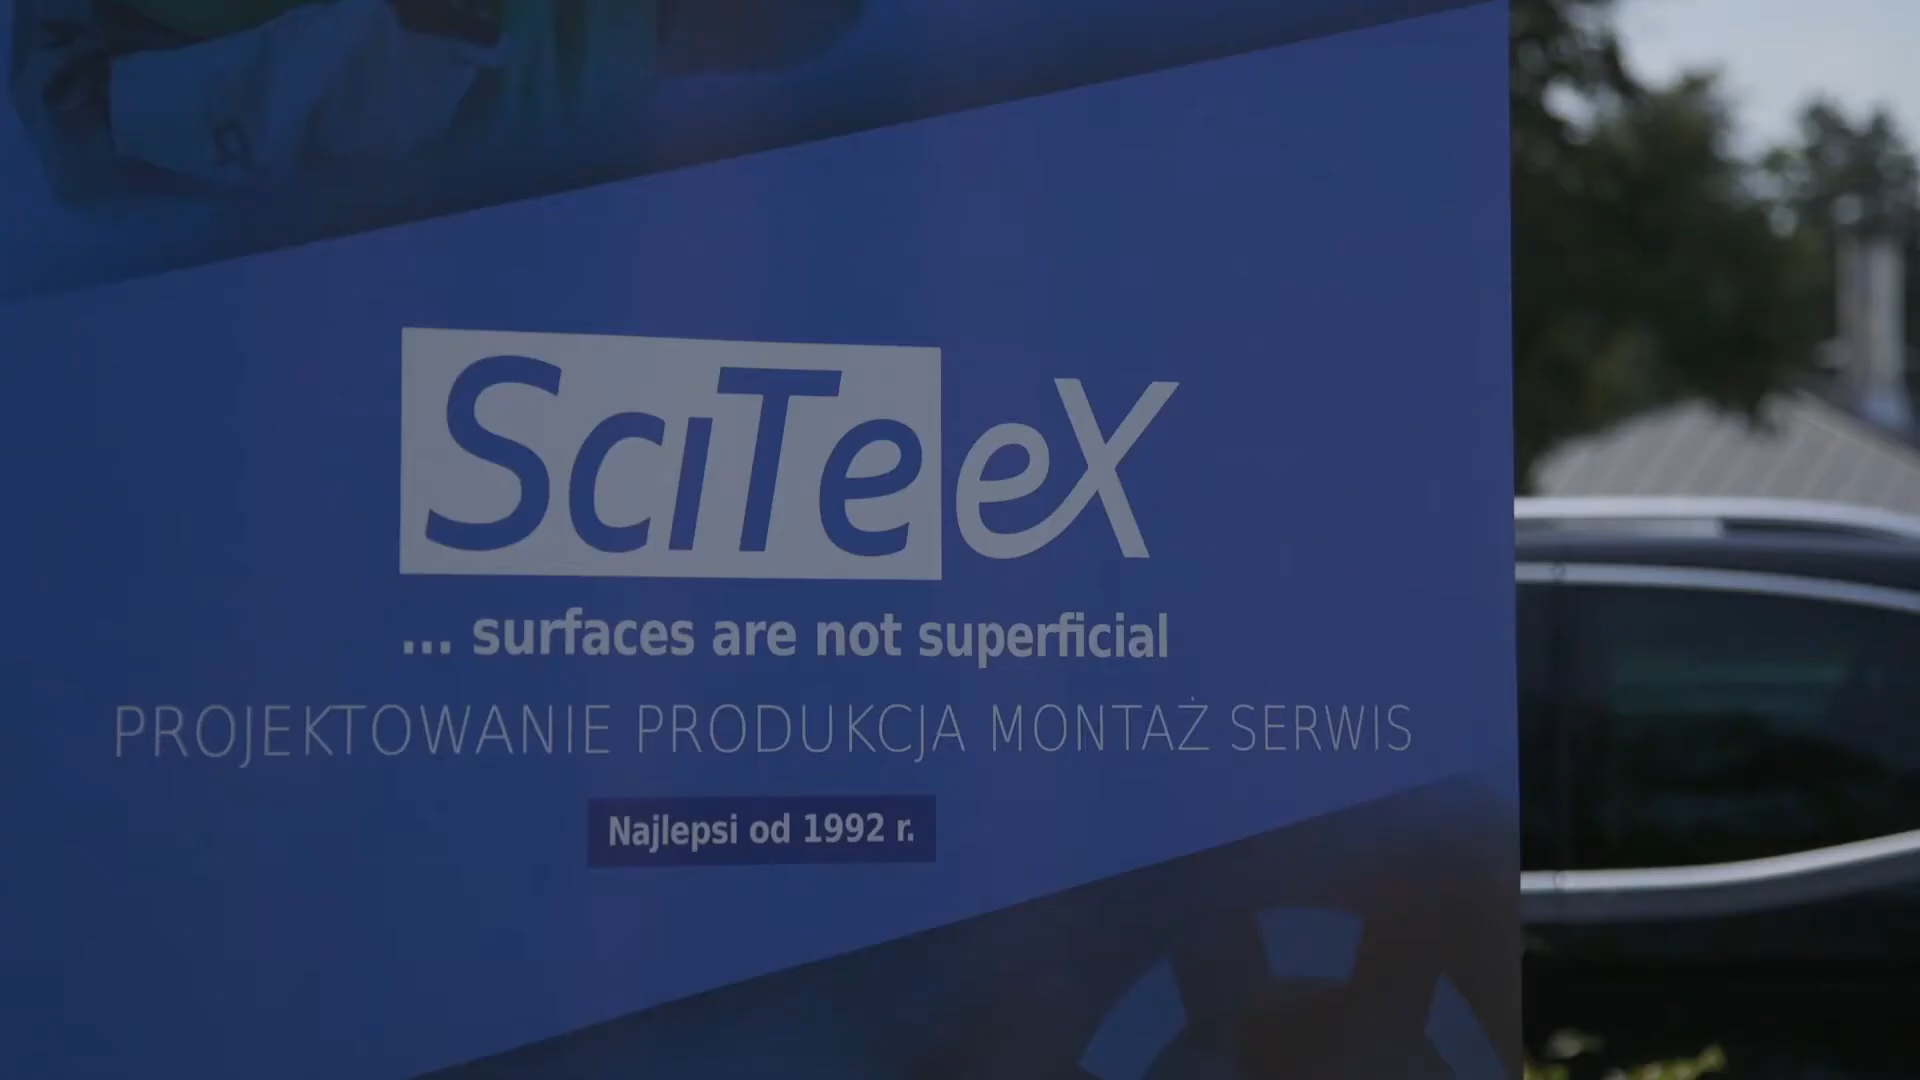 SciTeeX
... surfaces are not superficial
PROJEKTOWANIE PRODUKCJA MONTAŻ SERWIS
Najlepsi od 1992 r.